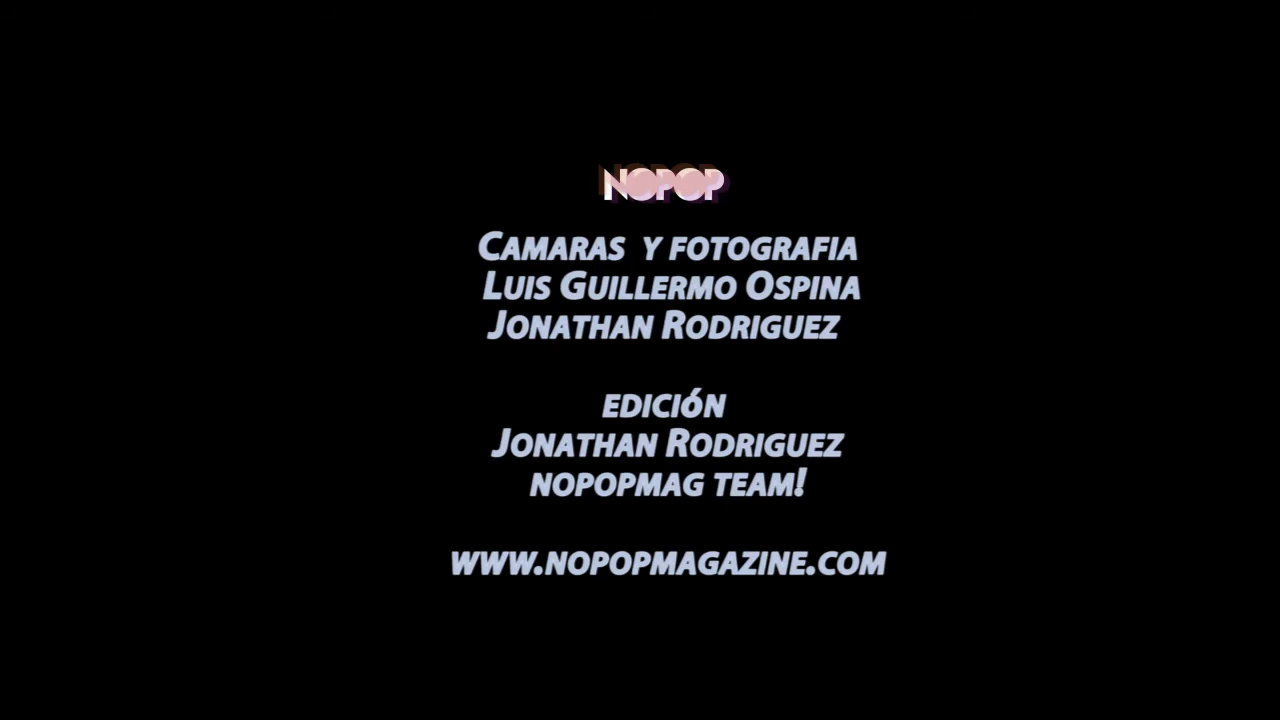 NOPOP
CAMARAS Y FOTOGRAFIA
LUIS GUILLERMO OSPINA
JONATHAN RODRIGUEZ
EDICIÓN
JONATHAN RODRIGUEZ
NOPOPMAG TEAM!
WWW.NOPOPMAGAZINE.COM